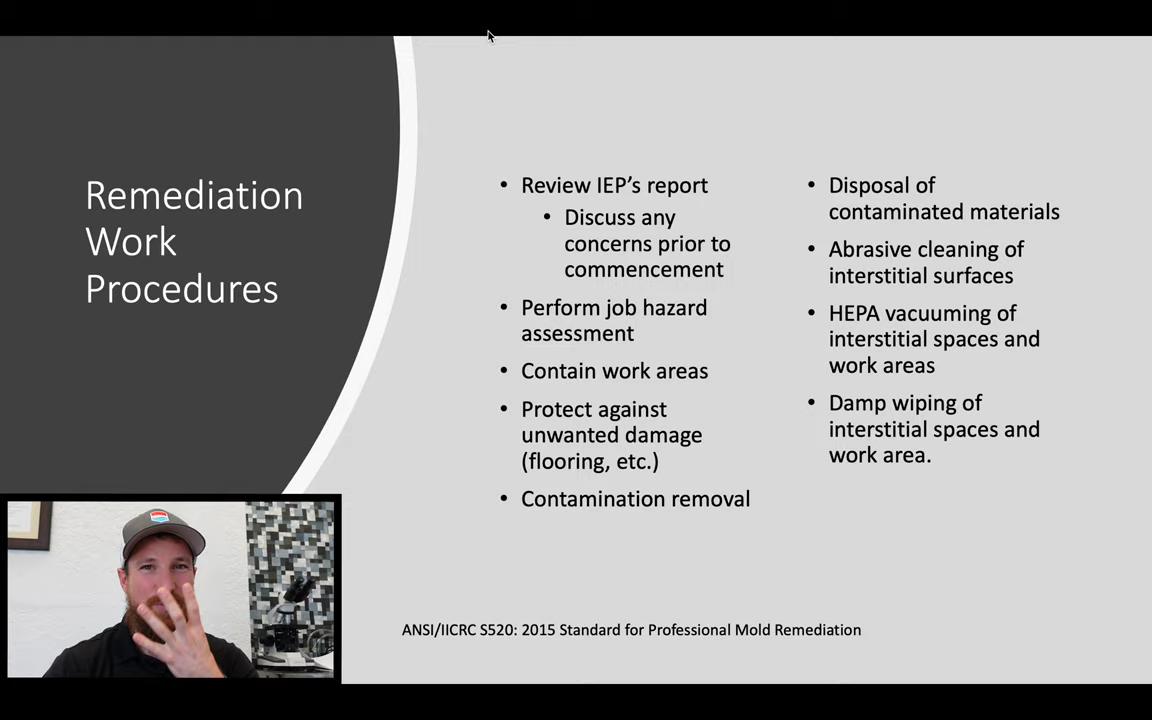 Remediation
Work
Procedures
• Review IEP’s report
• Discuss any
concerns prior to
commencement
• Perform job hazard
assessment
• Contain work areas
• Protect against
unwanted damage
(flooring, etc.)
• Contamination removal
• Disposal of
contaminated materials
• Abrasive cleaning of
interstitial surfaces
• HEPA vacuuming of
interstitial spaces and
work areas
• Damp wiping of
interstitial spaces and
work area.
ANSI/IICRC S520: 2015 Standard for Professional Mold Remediation